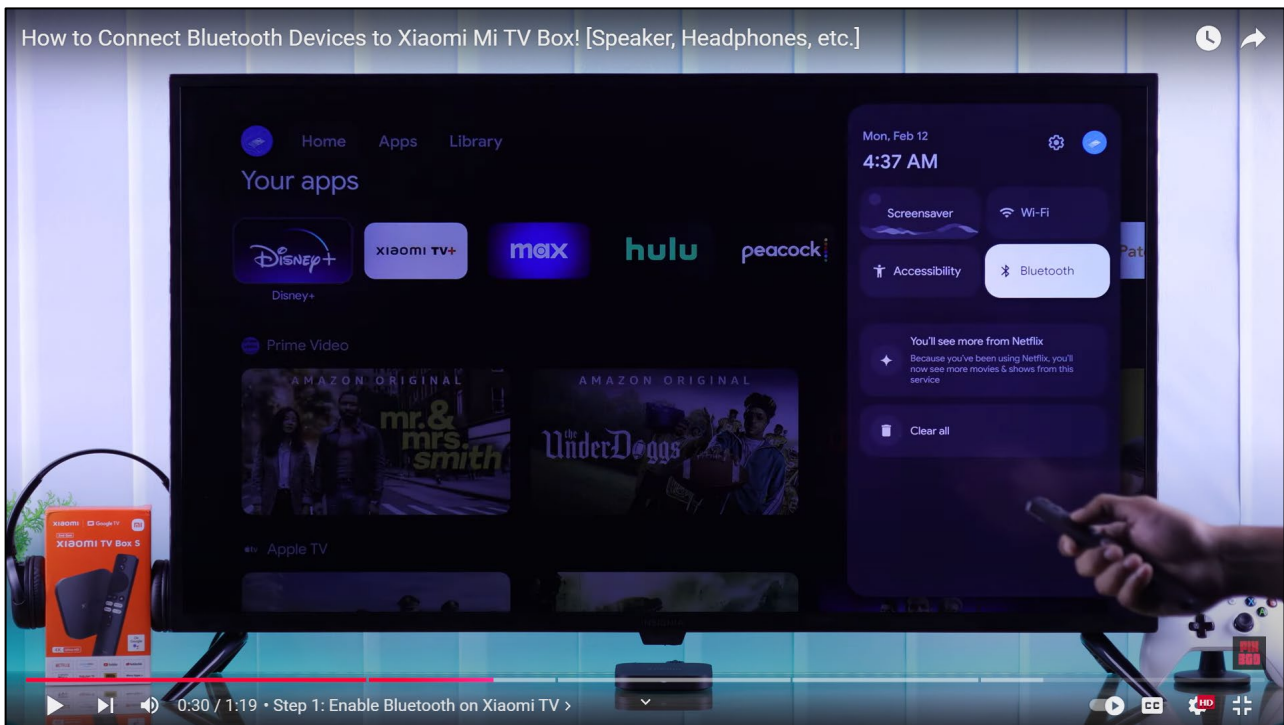 How to Connect Bluetooth Devices to Xiaomi Mi TV Box! [Speaker, Headphones, etc.]
Home Apps Library
Your apps
Disney+
xiaomi TV+
max
hulu
peacock
Pat
Disney+
Prime Video
AMAZON ORIGINAL
mr.&
mrs.
smith
AMAZON ORIGINAL
the
UnderDoggs
Apple TV
Mon, Feb 12
4:37 AM
Screensaver
Wi-Fi
Accessibility
Bluetooth
You'll see more from Netflix
Because you've been using Netflix, you'll
now see more movies & shows from this
service
Clear all
xiaomi Google TV
xiaomi TV Box S
0:30 / 1:19 • Step 1: Enable Bluetooth on Xiaomi TV >
CC
HD